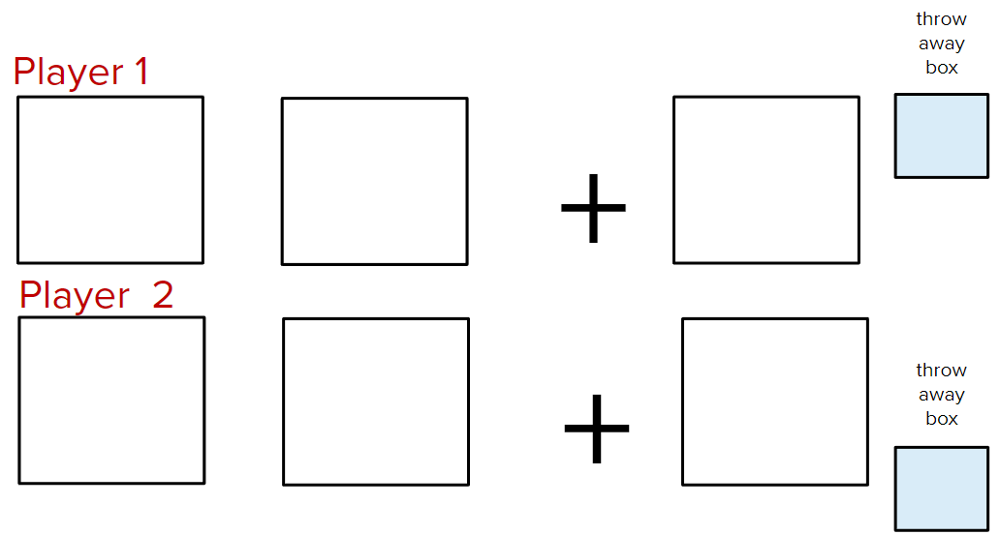 throw
away
box
Player 1
+
Player 2
+
throw
away
box